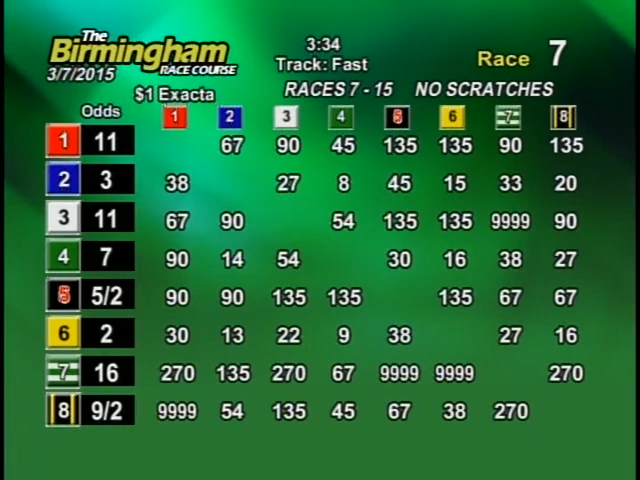 The
Birmingham
RACE COURSE
3/7/2015
3:34
Track: Fast
Race 7
RACES 7 - 15 NO SCRATCHES
$1 Exacta
Odds 1 2 3 4 5 6 7 8
1 11 67 90 45 135 135 90 135
2 3 38 27 8 45 15 33 20
3 11 67 90 54 135 135 9999 90
4 7 90 14 54 30 16 38 27
5 5/2 90 90 135 135 135 67 67
6 2 30 13 22 9 38 27 16
7 16 270 135 270 67 9999 9999 270
8 9/2 9999 54 135 45 67 38 270